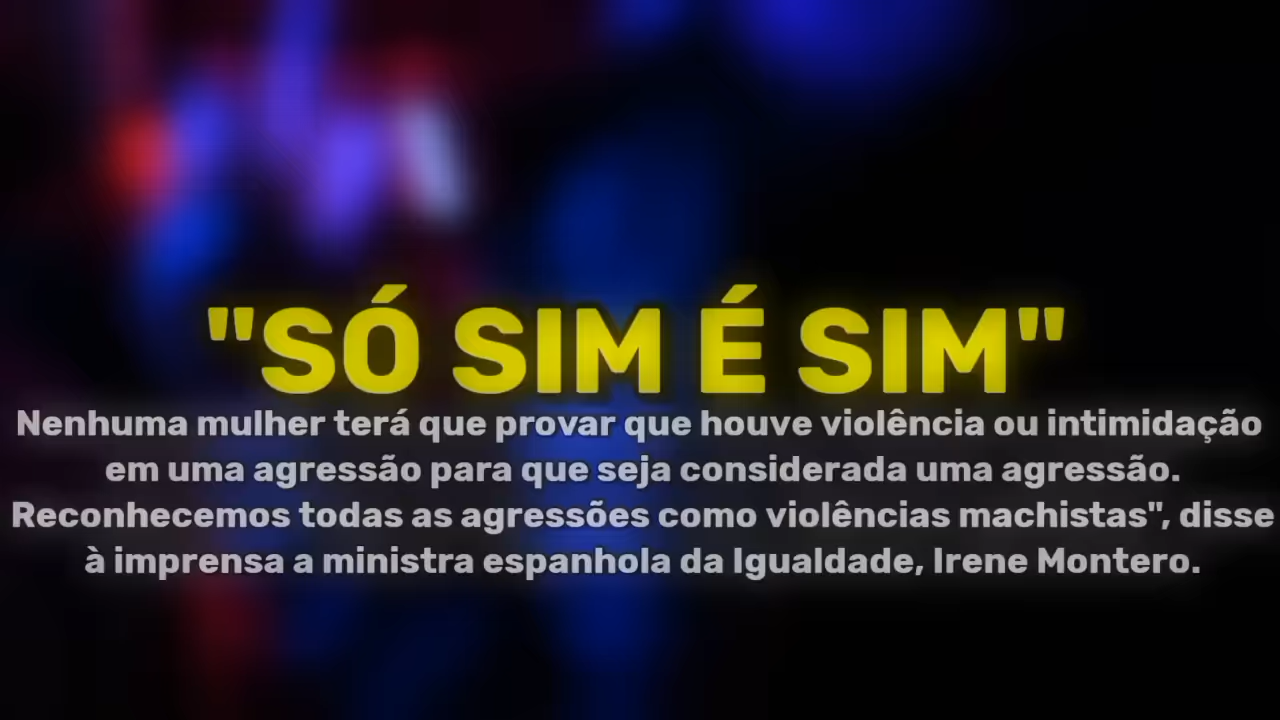 "SÓ SIM É SIM"
Nenhuma mulher terá que provar que houve violência ou intimidação
em uma agressão para que seja considerada uma agressão.
Reconhecemos todas as agressões como violências machistas", disse
à imprensa a ministra espanhola da Igualdade, Irene Montero.